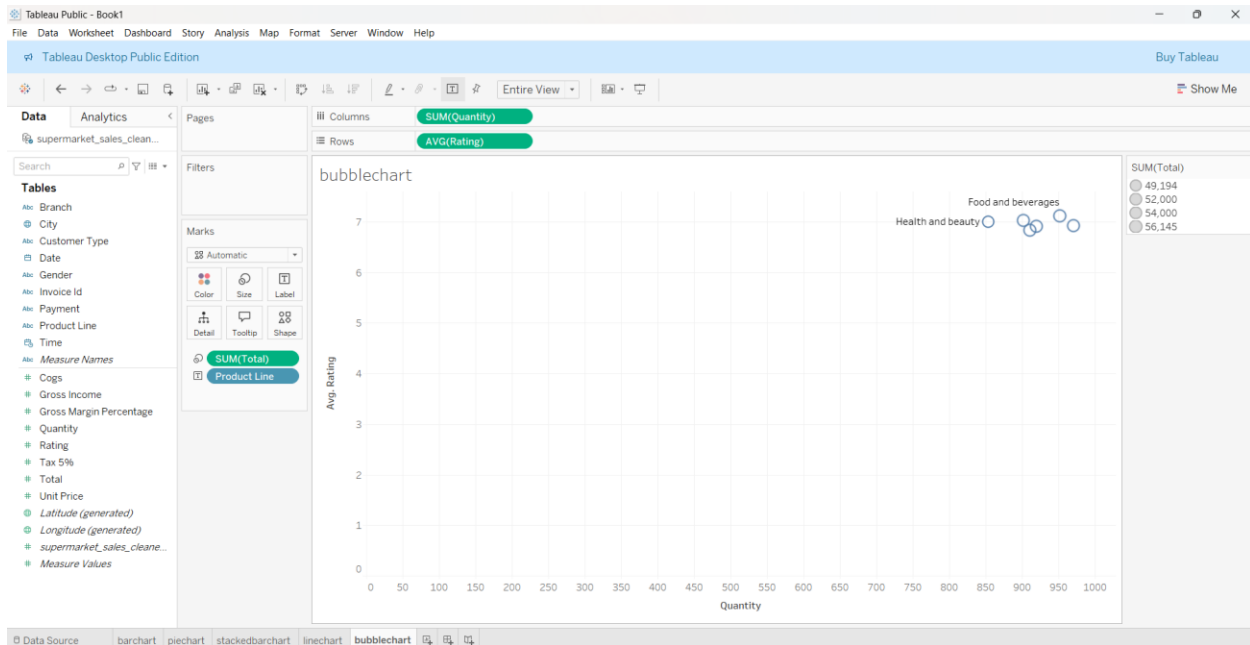 Tableau Public - Book1
File Data Worksheet Dashboard Story Analysis Map Format Server Window Help
Tableau Desktop Public Edition
Buy Tableau
Entire View
Show Me
Data Analytics
supermarket_sales_clean...
Search
Tables
Abc Branch
City
Abc Customer Type
Date
Abc Gender
Abc Invoice Id
Abc Payment
Abc Product Line
Time
Abc Measure Names
# Cogs
# Gross Income
# Gross Margin Percentage
# Quantity
# Rating
# Tax 5%
# Total
# Unit Price
Latitude (generated)
Longitude (generated)
# supermarket_sales_cleane...
# Measure Values
Pages
Filters
Marks
Automatic
Color Size Label
Detail Tooltip Shape
SUM(Total)
Product Line
Columns SUM(Quantity)
Rows AVG(Rating)
bubblechart
Food and beverages
Health and beauty
7
6
5
4
3
2
1
0
Avg. Rating
0 50 100 150 200 250 300 350 400 450 500 550 600 650 700 750 800 850 900 950 1000
Quantity
SUM(Total)
49,194
52,000
54,000
56,145
Data Source barchart piechart stackedbarchart linechart bubblechart